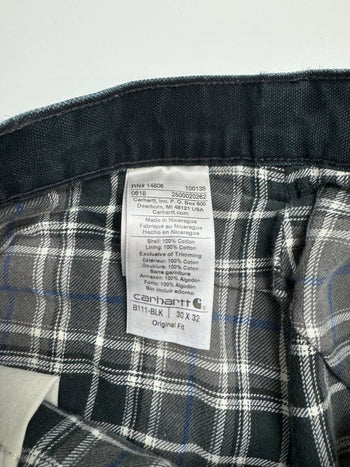 RN# 14806 100135
0618 2500020262
Carhartt, Inc. P.O. Box 600
Dearborn, MI 48121 USA
Carhartt.com
Made in Nicaragua
Fabriqué au Nicaragua
Hecho en Nicaragua
Shell: 100% Cotton
Lining: 100% Cotton
Exclusive of Trimming
Extérieur: 100% Coton
Doublure: 100% Coton
Sans garniture
Armazón: 100% Algodón
Forro: 100% Algodón
Sin incluir adorno
carhartt
B111-BLK 30 X 32
Original Fit